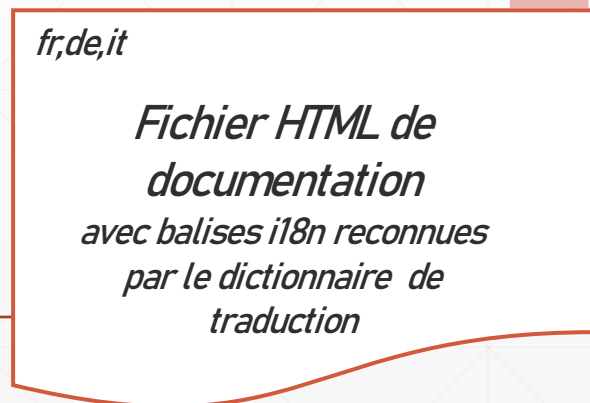 fr,de,it
Fichier HTML de
documentation
avec balises i18n reconnues
par le dictionnaire de
traduction